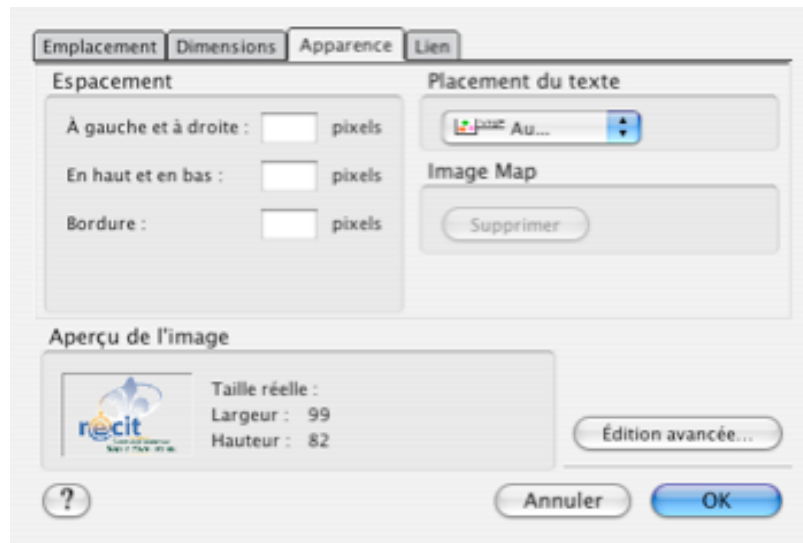 Emplacement Dimensions Apparence Lien
Espacement
À gauche et à droite : pixels
En haut et en bas : pixels
Bordure : pixels
Placement du texte
Au...
Image Map
Supprimer
Aperçu de l'image
récit
Taille réelle :
Largeur : 99
Hauteur : 82
Édition avancée...
?
Annuler OK